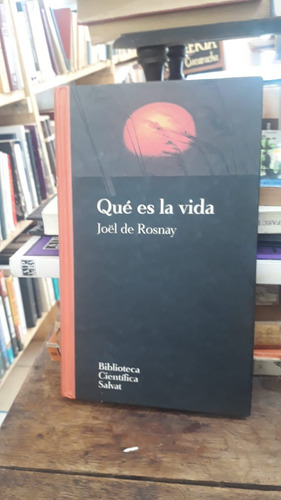 Qué es la vida
Joël de Rosnay
Biblioteca
Científica
Salvat